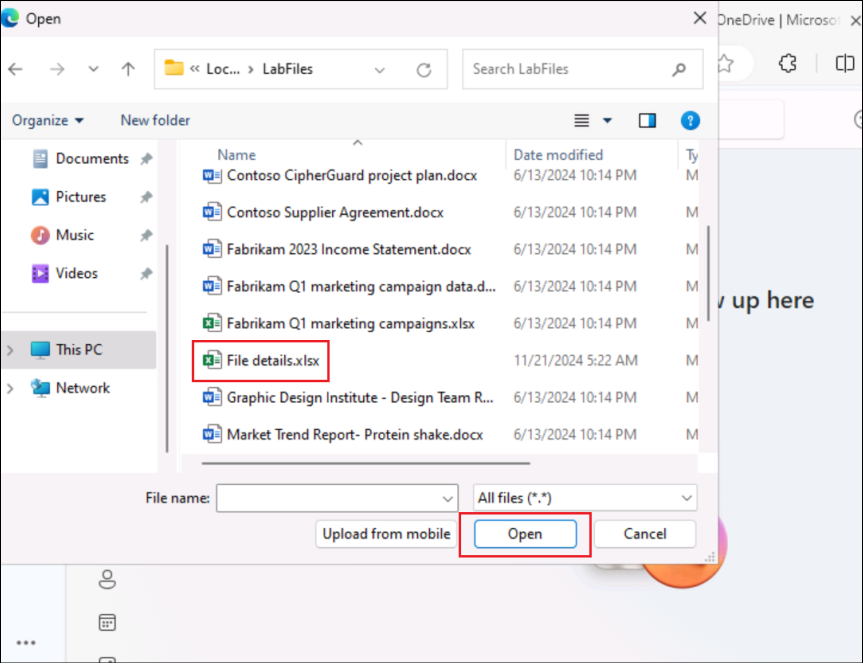 Open
OneDrive | Microso
Loc... LabFiles
Search LabFiles
Organize
New folder
?
Name
Date modified
Ty
Documents
Pictures
Music
Videos
This PC
Network
Contoso CipherGuard project plan.docx 6/13/2024 10:14 PM M
Contoso Supplier Agreement.docx 6/13/2024 10:14 PM M
Fabrikam 2023 Income Statement.docx 6/13/2024 10:14 PM M
Fabrikam Q1 marketing campaign data.d... 6/13/2024 10:14 PM M
Fabrikam Q1 marketing campaigns.xlsx 6/13/2024 10:14 PM M
File details.xlsx 11/21/2024 5:22 AM M
Graphic Design Institute - Design Team R... 6/13/2024 10:14 PM M
Market Trend Report- Protein shake.docx 6/13/2024 10:14 PM M
up here
File name:
All files (*.*)
Upload from mobile
Open
Cancel